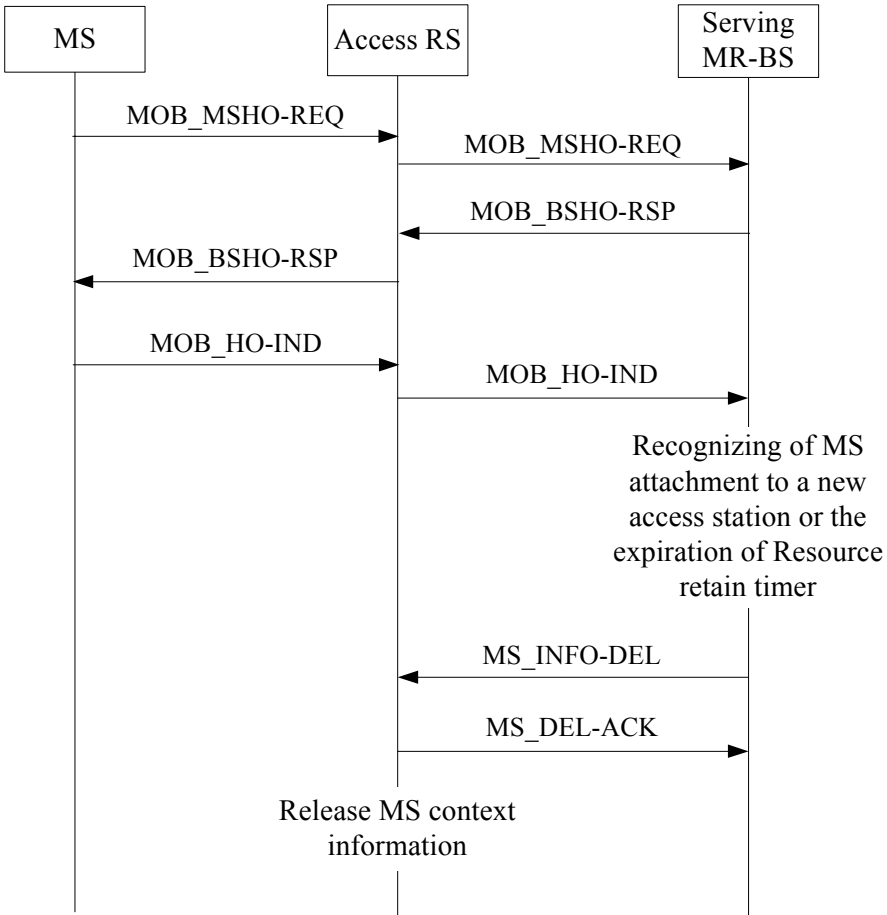 MS
Access RS
Serving
MR-BS
MOB_MSHO-REQ
MOB_MSHO-REQ
MOB_BSHO-RSP
MOB_BSHO-RSP
MOB_HO-IND
MOB_HO-IND
Recognizing of MS
attachment to a new
access station or the
expiration of Resource
retain timer
MS_INFO-DEL
MS_DEL-ACK
Release MS context
information